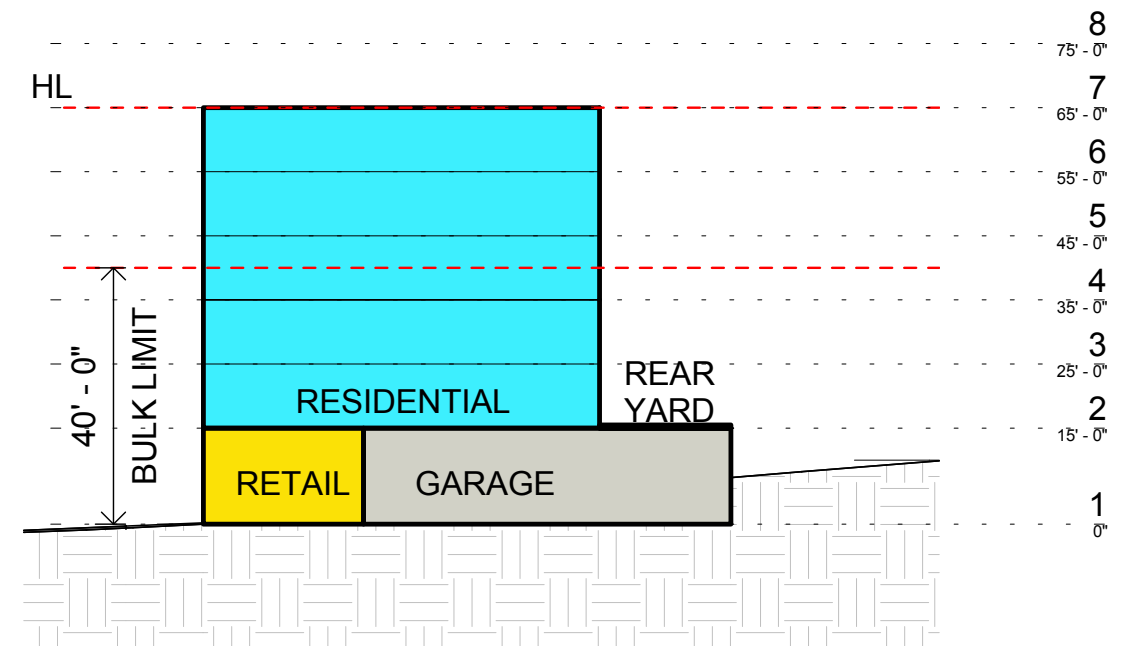 8
75' - 0"
HL
7
65' - 0"
6
55' - 0"
5
45' - 0"
4
35' - 0"
40' - 0"
BULK LIMIT
3
25' - 0"
REAR
YARD
RESIDENTIAL
2
15' - 0"
RETAIL
GARAGE
1
0"